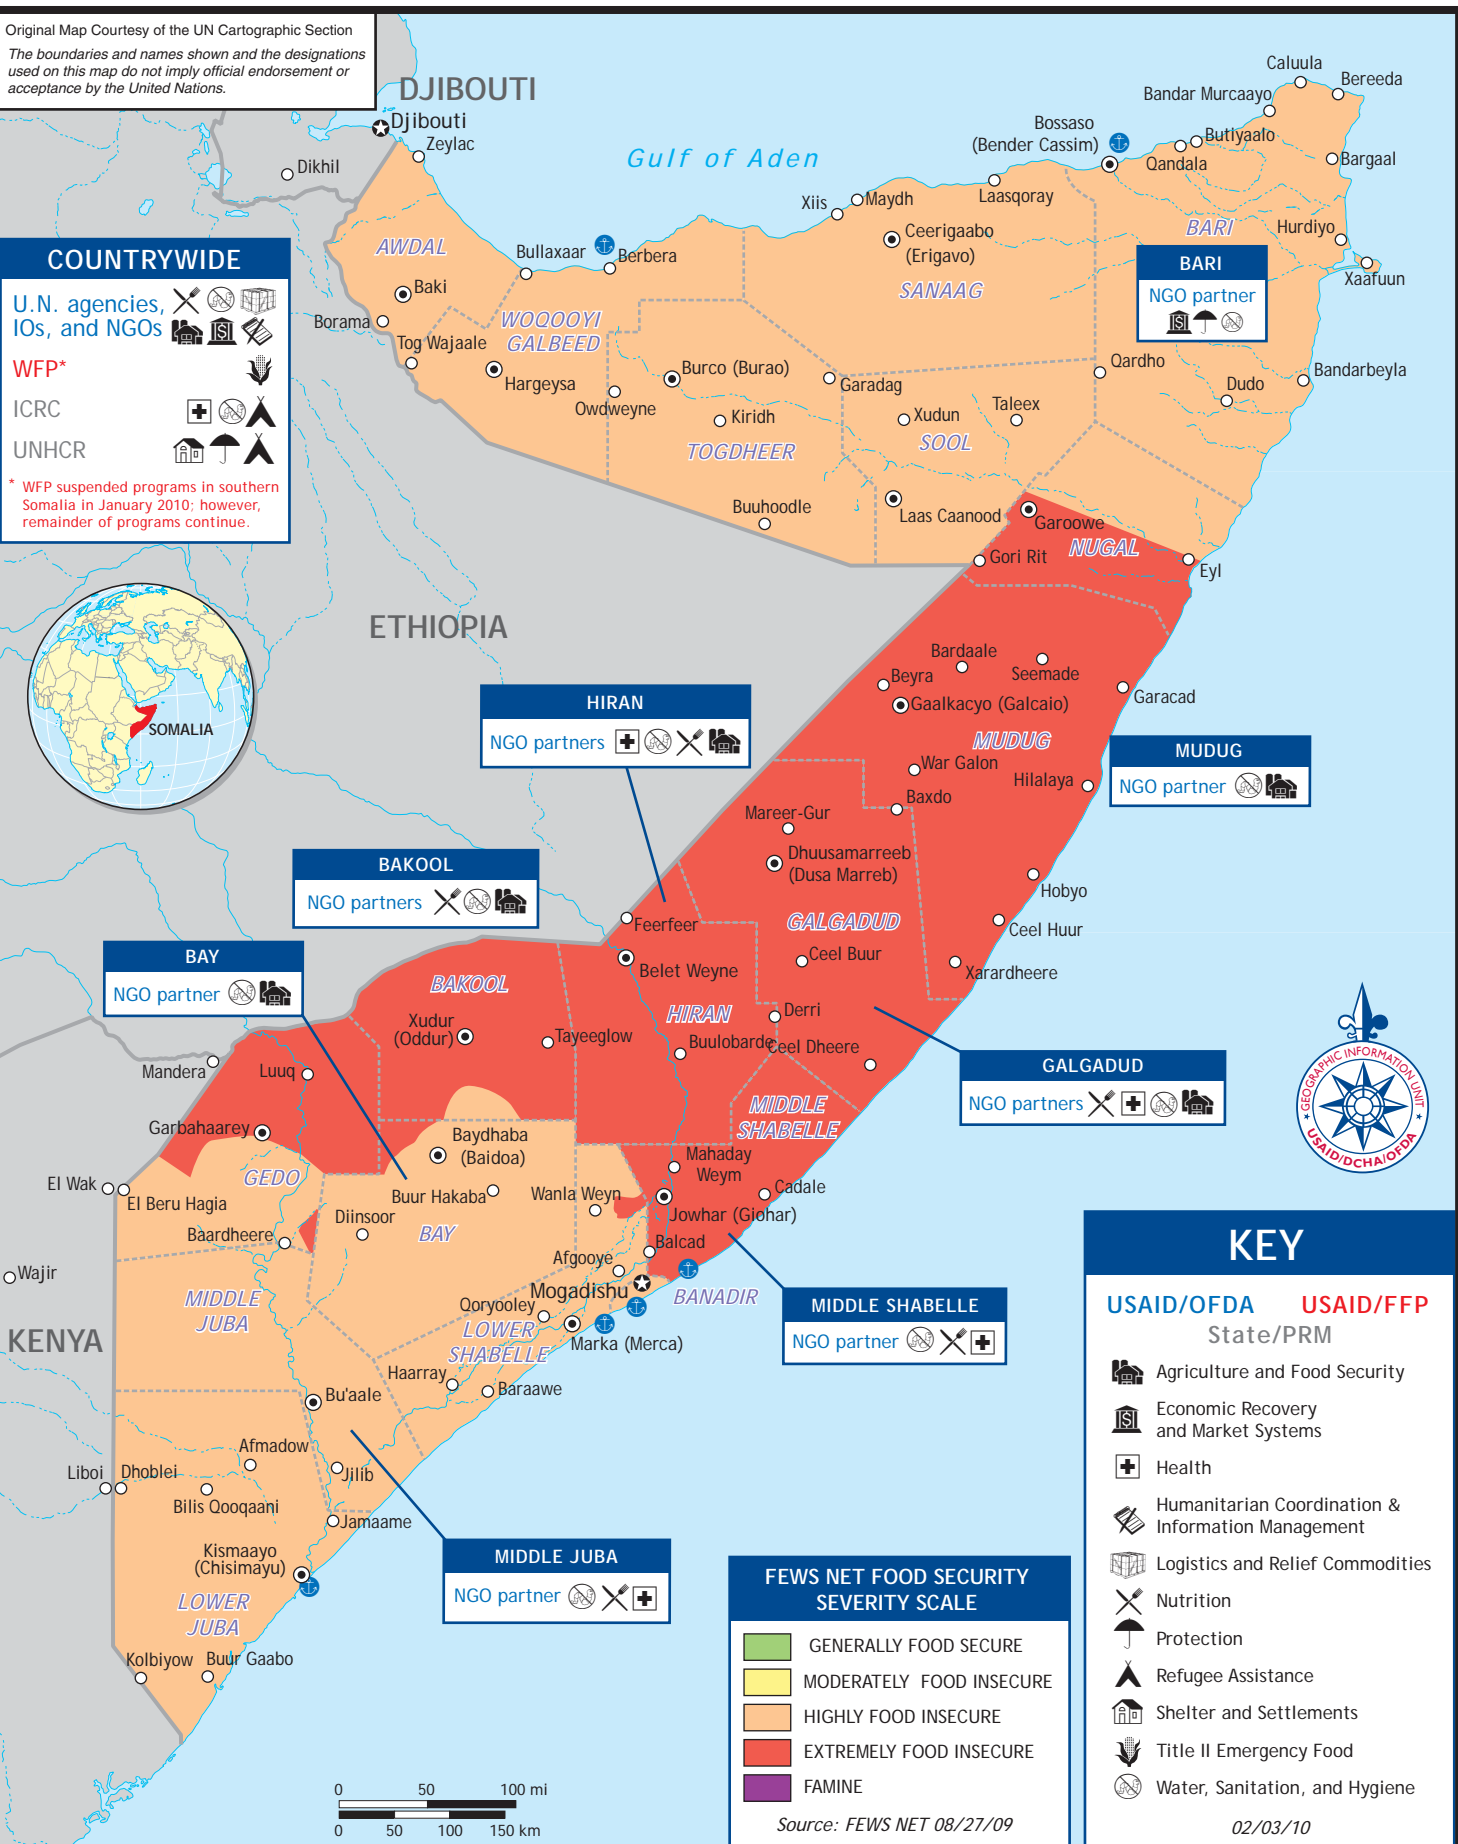 Original Map Courtesy of the UN Cartographic Section
The boundaries and names shown and the designations
used on this map do not imply official endorsement or
acceptance by the United Nations.
DJIBOUTI
Djibouti
Zeylac
Dikhil
Gulf of Aden
Caluula
Bereeda
Bandar Murcaayo
Bossaso
(Bender Cassim)
Butiyaalo
Qandala
Bargaal
Laasqoray
Xiis
Maydh
Ceerigaabo
(Erigavo)
BARI
Hurdiyo
Xaafuun
AWDAL
Bullaxaar
Berbera
SANAAG
BARI
NGO partner
COUNTRYWIDE
U.N. agencies,
IOs, and NGOs
WFP*
ICRC
UNHCR
* WFP suspended programs in southern
Somalia in January 2010; however,
remainder of programs continue.
Baki
Borama
WOQOOYI
GALBEED
Tog Wajaale
Hargeysa
Burco (Burao)
Owdweyne
Kiridh
Garadag
Xudun
Taleex
Qardho
Dudo
Bandarbeyla
TOGDHEER
SOOL
Buuhoodle
Laas Caanood
Garoowe
NUGAL
Gori Rit
Eyl
ETHIOPIA
SOMALIA
Bardaale
Beyra
Seemade
Gaalkacyo (Galcaio)
Garacad
MUDUG
HIRAN
NGO partners
MUDUG
NGO partner
War Galon
Hilalaya
Baxdo
Mareer-Gur
Dhuusamarreeb
(Dusa Marreb)
Hobyo
BAKOOL
NGO partners
Feerfeer
GALGADUD
Ceel Huur
Ceel Buur
Belet Weyne
Xarardheere
BAY
NGO partner
BAKOOL
Xudur
(Oddur)
Tayeeglow
HIRAN
Derri
Buulobarde
Ceel Dheere
GALGADUD
NGO partners
Mandera
Luuq
Garbahaarey
MIDDLE
SHABELLE
GEOGRAPHIC INFORMATION UNIT
USAID/DCHA/OFDA
Baydhaba
(Baidoa)
Mahaday
Weym
El Wak
El Beru Hagia
GEDO
Buur Hakaba
Wanla Weyn
Cadale
Jowhar (Giohar)
Diinsoor
BAY
Baardheere
Balcad
Afgooye
Wajir
Mogadishu
BANADIR
MIDDLE
JUBA
Qoryooley
LOWER
SHABELLE
Marka (Merca)
MIDDLE SHABELLE
NGO partner
KENYA
Haarray
Baraawe
Bu'aale
Afmadow
Liboi
Dhoblei
Jilib
Bilis Qooqaani
Jamaame
Kismaayo
(Chisimayu)
MIDDLE JUBA
NGO partner
LOWER
JUBA
Kolbiyow
Buur Gaabo
0 50 100 mi
0 50 100 150 km
FEWS NET FOOD SECURITY
SEVERITY SCALE
GENERALLY FOOD SECURE
MODERATELY FOOD INSECURE
HIGHLY FOOD INSECURE
EXTREMELY FOOD INSECURE
FAMINE
Source: FEWS NET 08/27/09
KEY
USAID/OFDA USAID/FFP
State/PRM
Agriculture and Food Security
Economic Recovery
and Market Systems
Health
Humanitarian Coordination &
Information Management
Logistics and Relief Commodities
Nutrition
Protection
Refugee Assistance
Shelter and Settlements
Title II Emergency Food
Water, Sanitation, and Hygiene
02/03/10